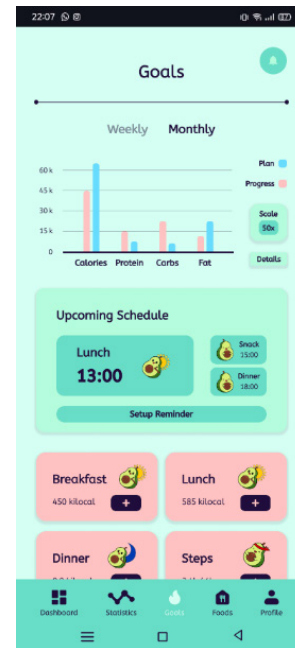 22:07
Goals
Weekly Monthly
Plan
Progress
60 k
45 k
30 k
15 k
0
Calories Protein Carbs Fat
Scale
50x
Details
Upcoming Schedule
Lunch
13:00
Snack
15:00
Dinner
18:00
Setup Reminder
Breakfast
450 kilocal
+
Lunch
585 kilocal
+
Dinner
Steps
Dashboard Statistics Goals Foods Profile